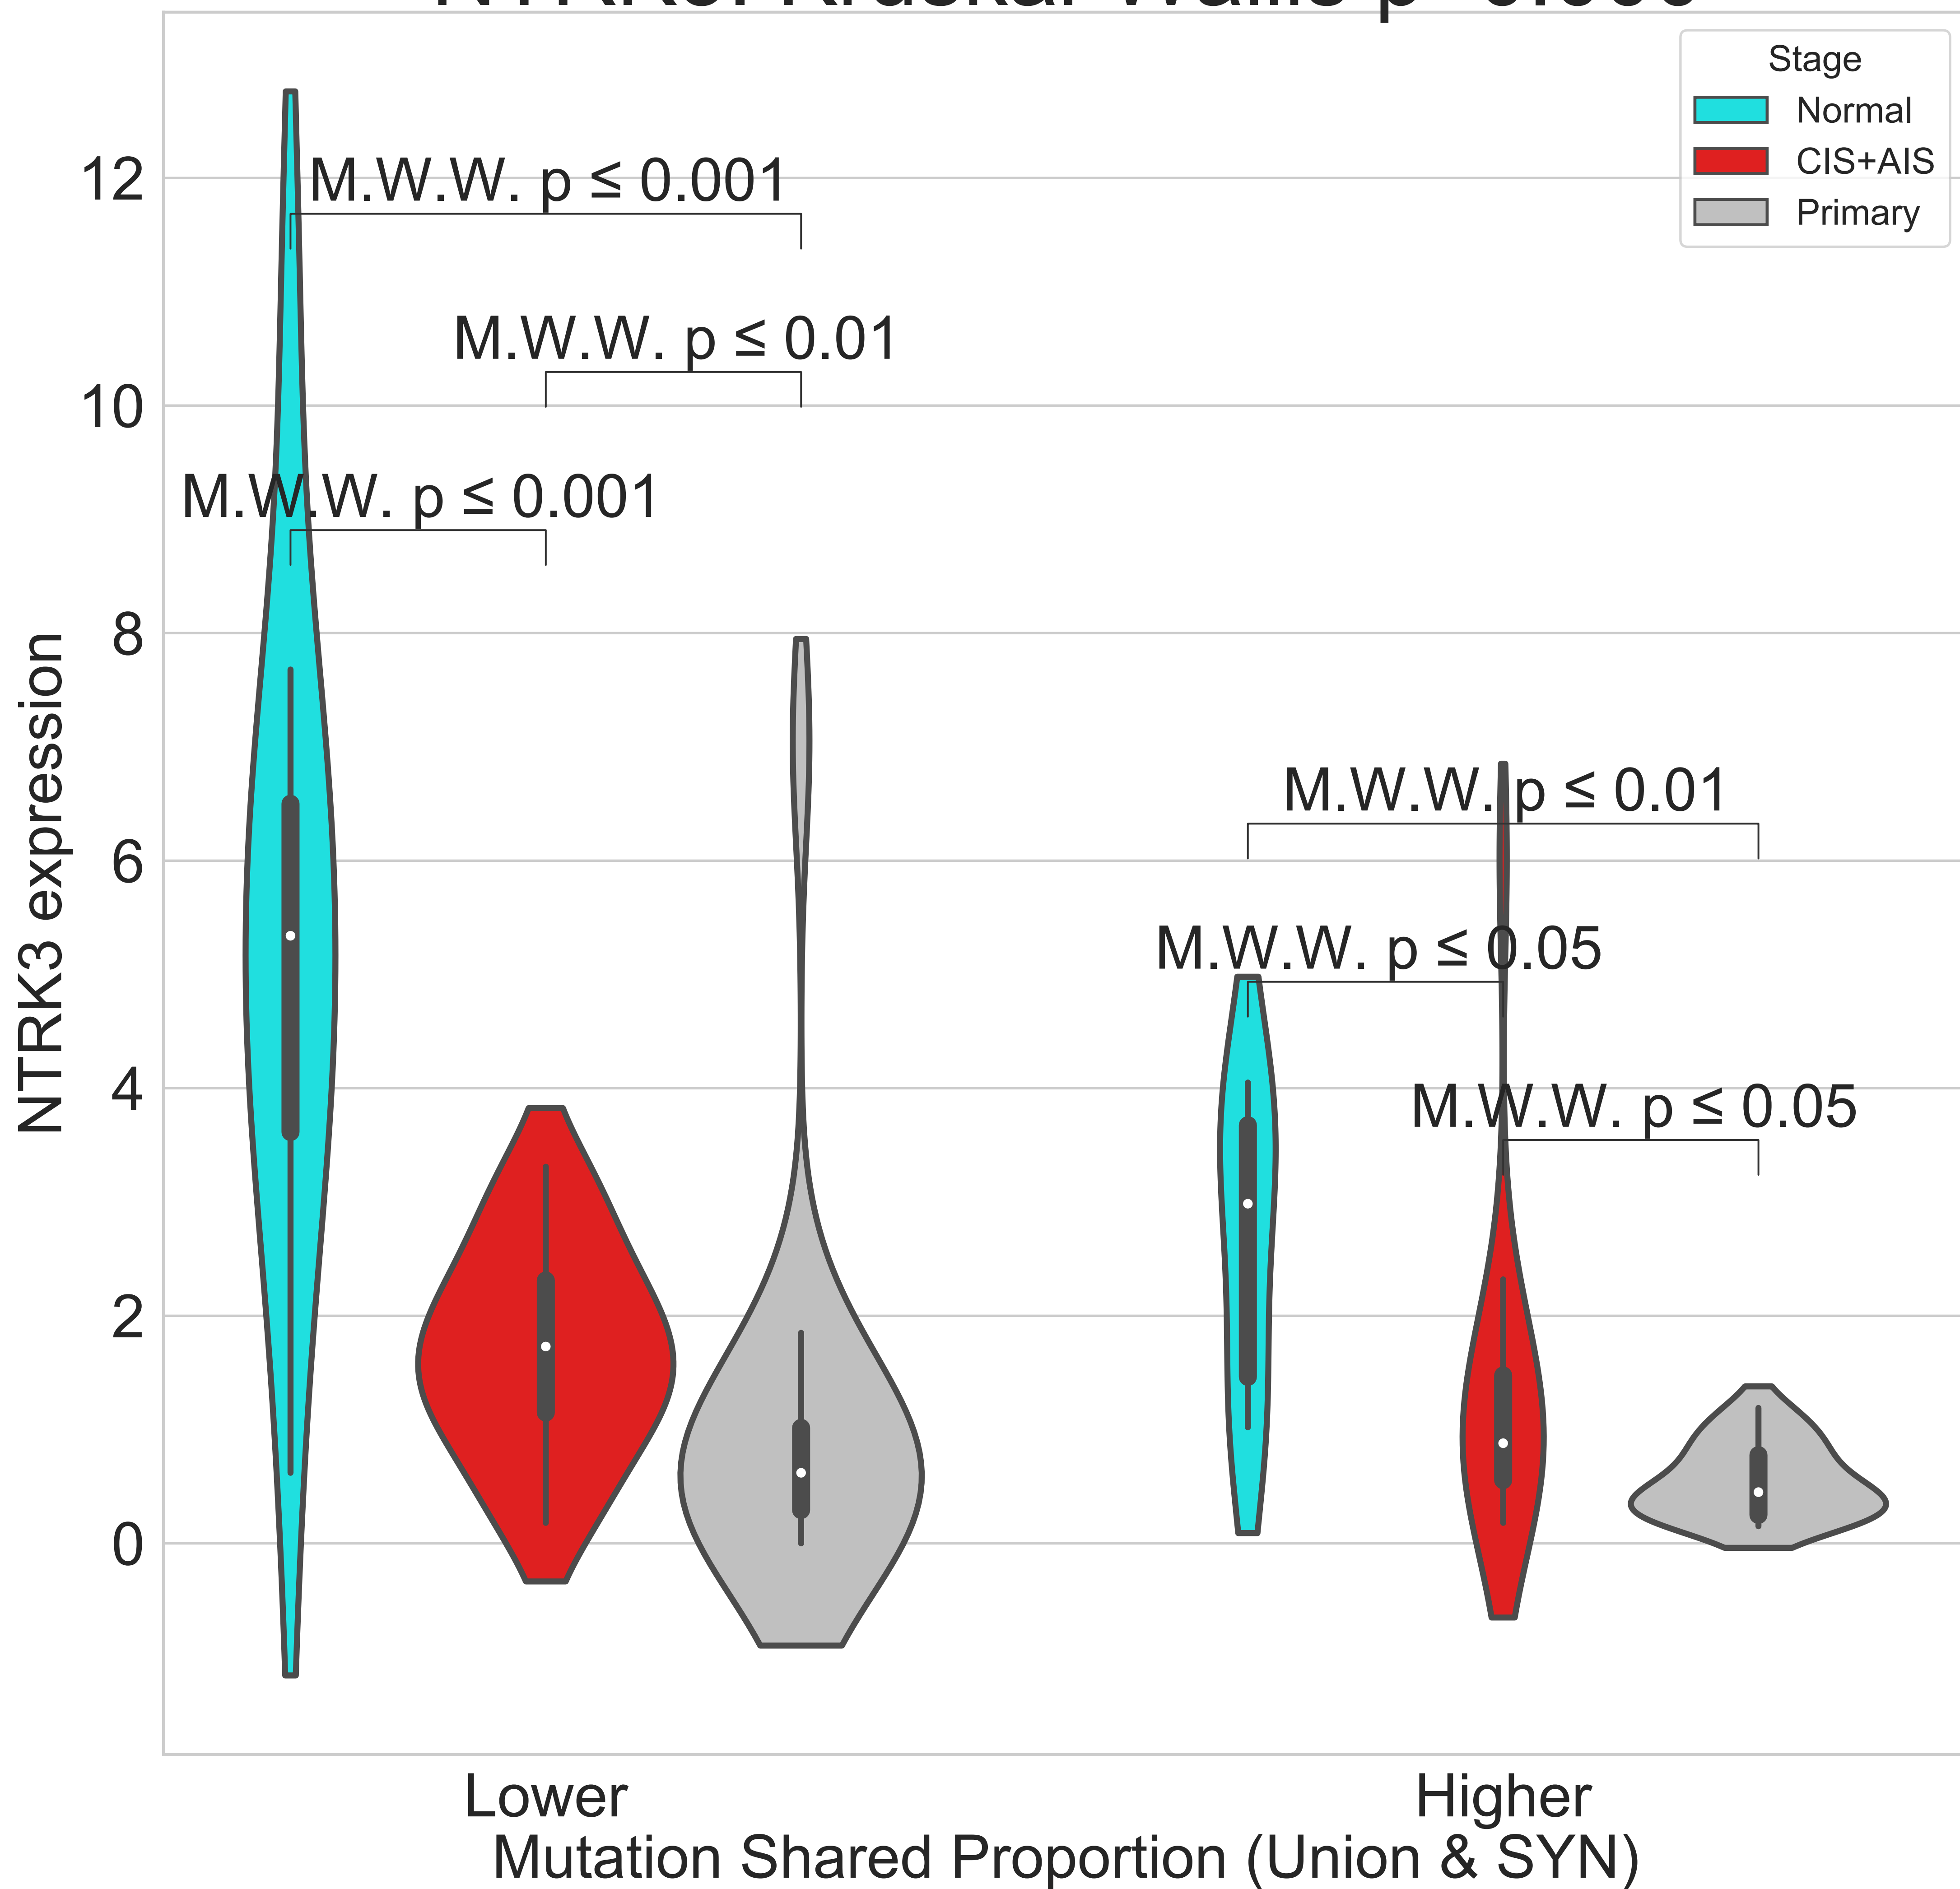 Stage
Normal
CIS+AIS
Primary
12
10
8
6
4
2
0
NTRK3 expression
M.W.W. p ≤ 0.001
M.W.W. p ≤ 0.01
M.W.W. p ≤ 0.001
M.W.W. p ≤ 0.01
M.W.W. p ≤ 0.05
M.W.W. p ≤ 0.05
Lower
Higher
Mutation Shared Proportion (Union & SYN)